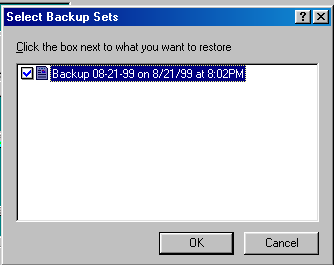 Select Backup Sets
Click the box next to what you want to restore
Backup 08-21-99 on 8/21/99 at 8:02PM
OK
Cancel